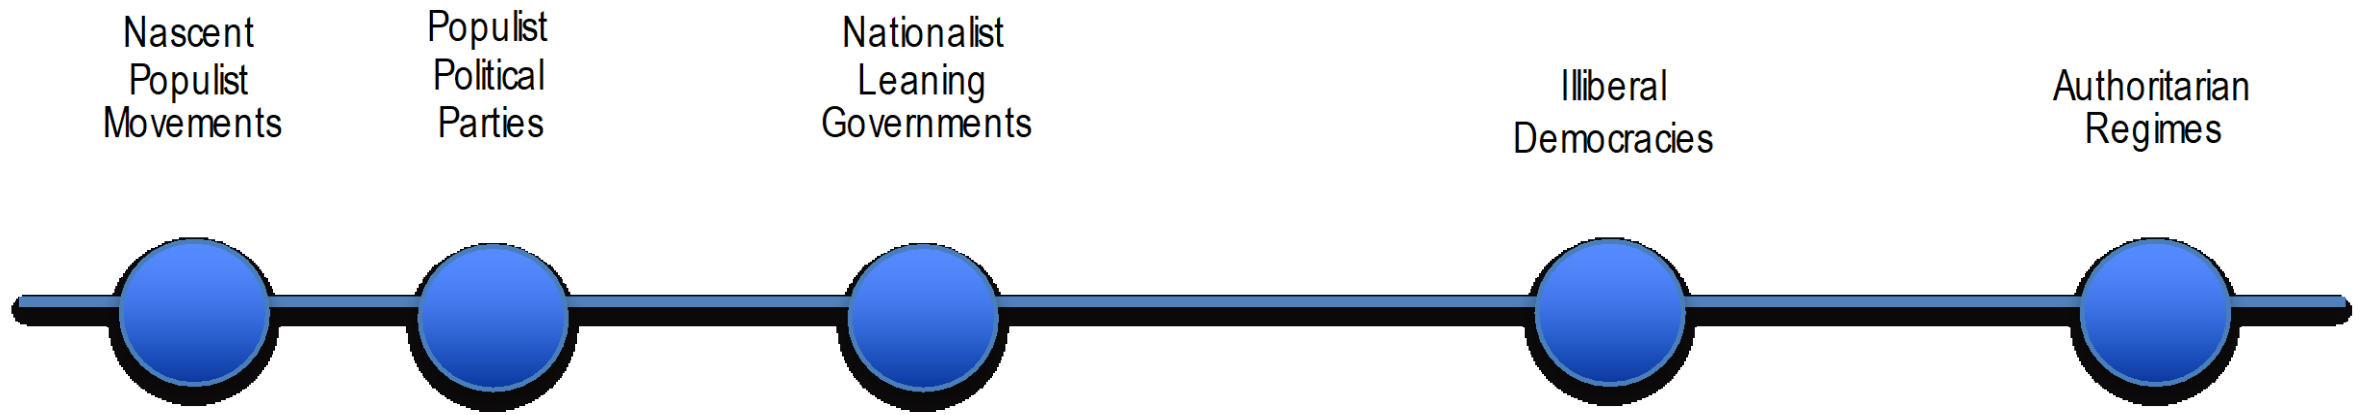 Nascent
Populist
Movements
Populist
Political
Parties
Nationalist
Leaning
Governments
Illiberal
Democracies
Authoritarian
Regimes